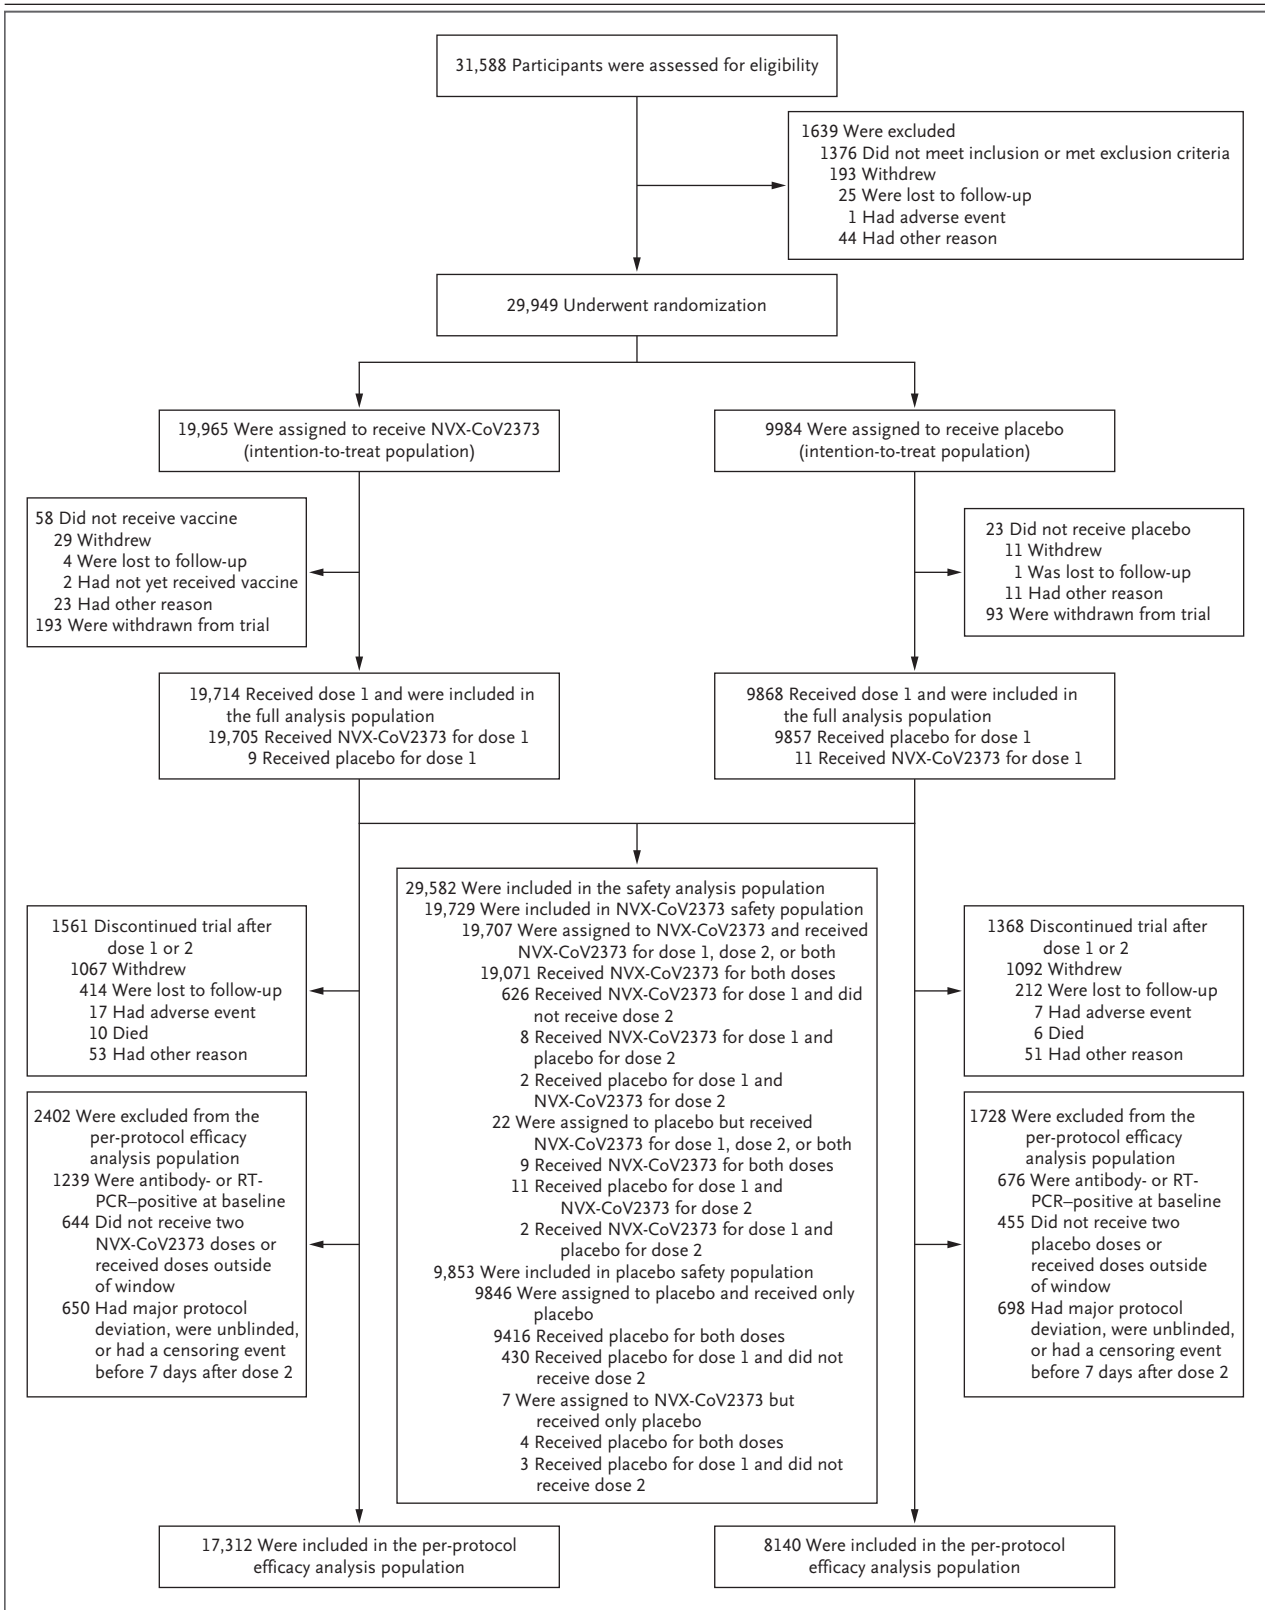 31,588 Participants were assessed for eligibility
1639 Were excluded
1376 Did not meet inclusion or met exclusion criteria
193 Withdrew
25 Were lost to follow-up
1 Had adverse event
44 Had other reason
29,949 Underwent randomization
19,965 Were assigned to receive NVX-CoV2373
(intention-to-treat population)
9984 Were assigned to receive placebo
(intention-to-treat population)
58 Did not receive vaccine
29 Withdrew
4 Were lost to follow-up
2 Had not yet received vaccine
23 Had other reason
193 Were withdrawn from trial
23 Did not receive placebo
11 Withdrew
1 Was lost to follow-up
11 Had other reason
93 Were withdrawn from trial
19,714 Received dose 1 and were included in
the full analysis population
19,705 Received NVX-CoV2373 for dose 1
9 Received placebo for dose 1
9868 Received dose 1 and were included in
the full analysis population
9857 Received placebo for dose 1
11 Received NVX-CoV2373 for dose 1
29,582 Were included in the safety analysis population
19,729 Were included in NVX-CoV2373 safety population
19,707 Were assigned to NVX-CoV2373 and received
NVX-CoV2373 for dose 1, dose 2, or both
19,071 Received NVX-CoV2373 for both doses
626 Received NVX-CoV2373 for dose 1 and did
not receive dose 2
8 Received NVX-CoV2373 for dose 1 and
placebo for dose 2
2 Received placebo for dose 1 and
NVX-CoV2373 for dose 2
22 Were assigned to placebo but received
NVX-CoV2373 for dose 1, dose 2, or both
9 Received NVX-CoV2373 for both doses
11 Received placebo for dose 1 and
NVX-CoV2373 for dose 2
2 Received NVX-CoV2373 for dose 1 and
placebo for dose 2
9,853 Were included in placebo safety population
9846 Were assigned to placebo and received only
placebo
9416 Received placebo for both doses
430 Received placebo for dose 1 and did not
receive dose 2
7 Were assigned to NVX-CoV2373 but
received only placebo
4 Received placebo for both doses
3 Received placebo for dose 1 and did not
receive dose 2
1561 Discontinued trial after
dose 1 or 2
1067 Withdrew
414 Were lost to follow-up
17 Had adverse event
10 Died
53 Had other reason
1368 Discontinued trial after
dose 1 or 2
1092 Withdrew
212 Were lost to follow-up
7 Had adverse event
6 Died
51 Had other reason
2402 Were excluded from the
per-protocol efficacy
analysis population
1239 Were antibody- or RT-
PCR–positive at baseline
644 Did not receive two
NVX-CoV2373 doses or
received doses outside
of window
650 Had major protocol
deviation, were unblinded,
or had a censoring event
before 7 days after dose 2
1728 Were excluded from the
per-protocol efficacy
analysis population
676 Were antibody- or RT-
PCR–positive at baseline
455 Did not receive two
placebo doses or
received doses outside
of window
698 Had major protocol
deviation, were unblinded,
or had a censoring event
before 7 days after dose 2
17,312 Were included in the per-protocol
efficacy analysis population
8140 Were included in the per-protocol
efficacy analysis population